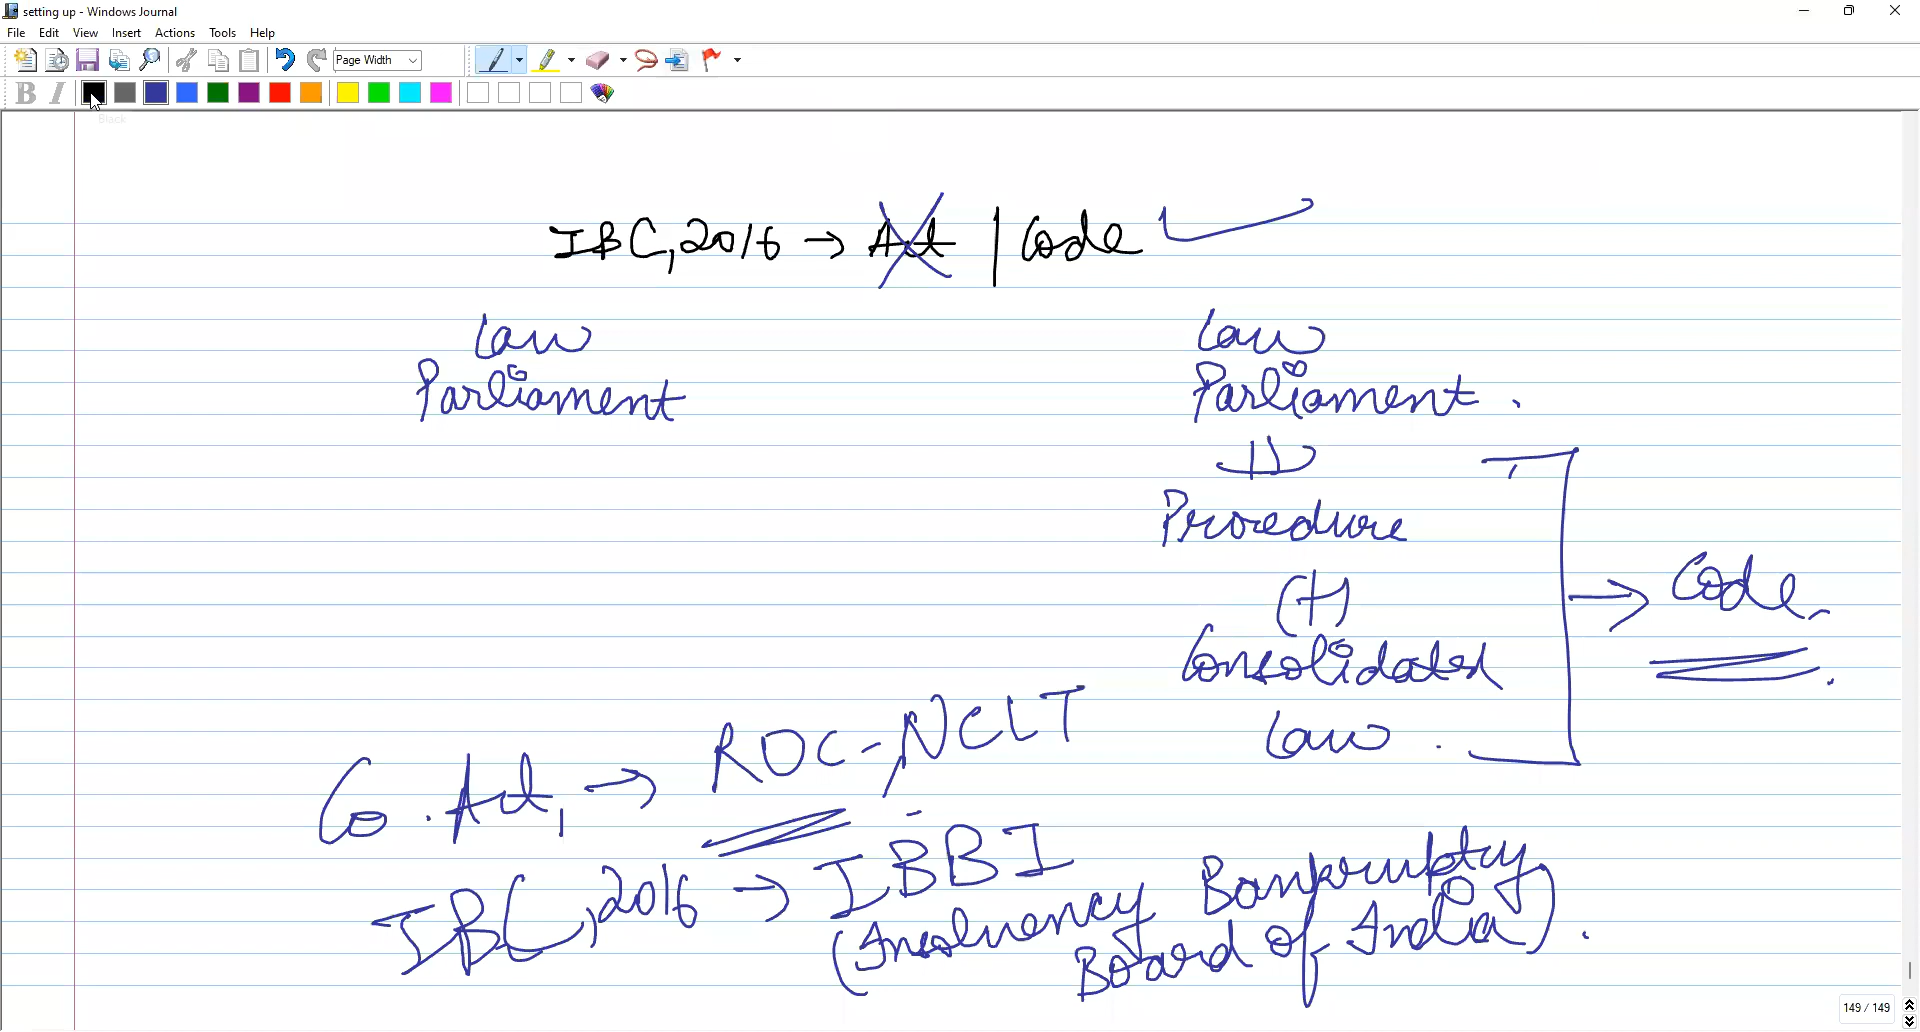 setting up - Windows Journal
File Edit View Insert Actions Tools Help
Page Width
B I
Black
IBC, 2016 → Act | Code
Law
Parliament
Law
Parliament.
Procedure
(+)
Consolidated
Law.
→ Code.
Co. Act, → ROC - NCLT
IBC, 2016 → IBBI
(Insolvency Bankruptcy
Board of India).
149 / 149